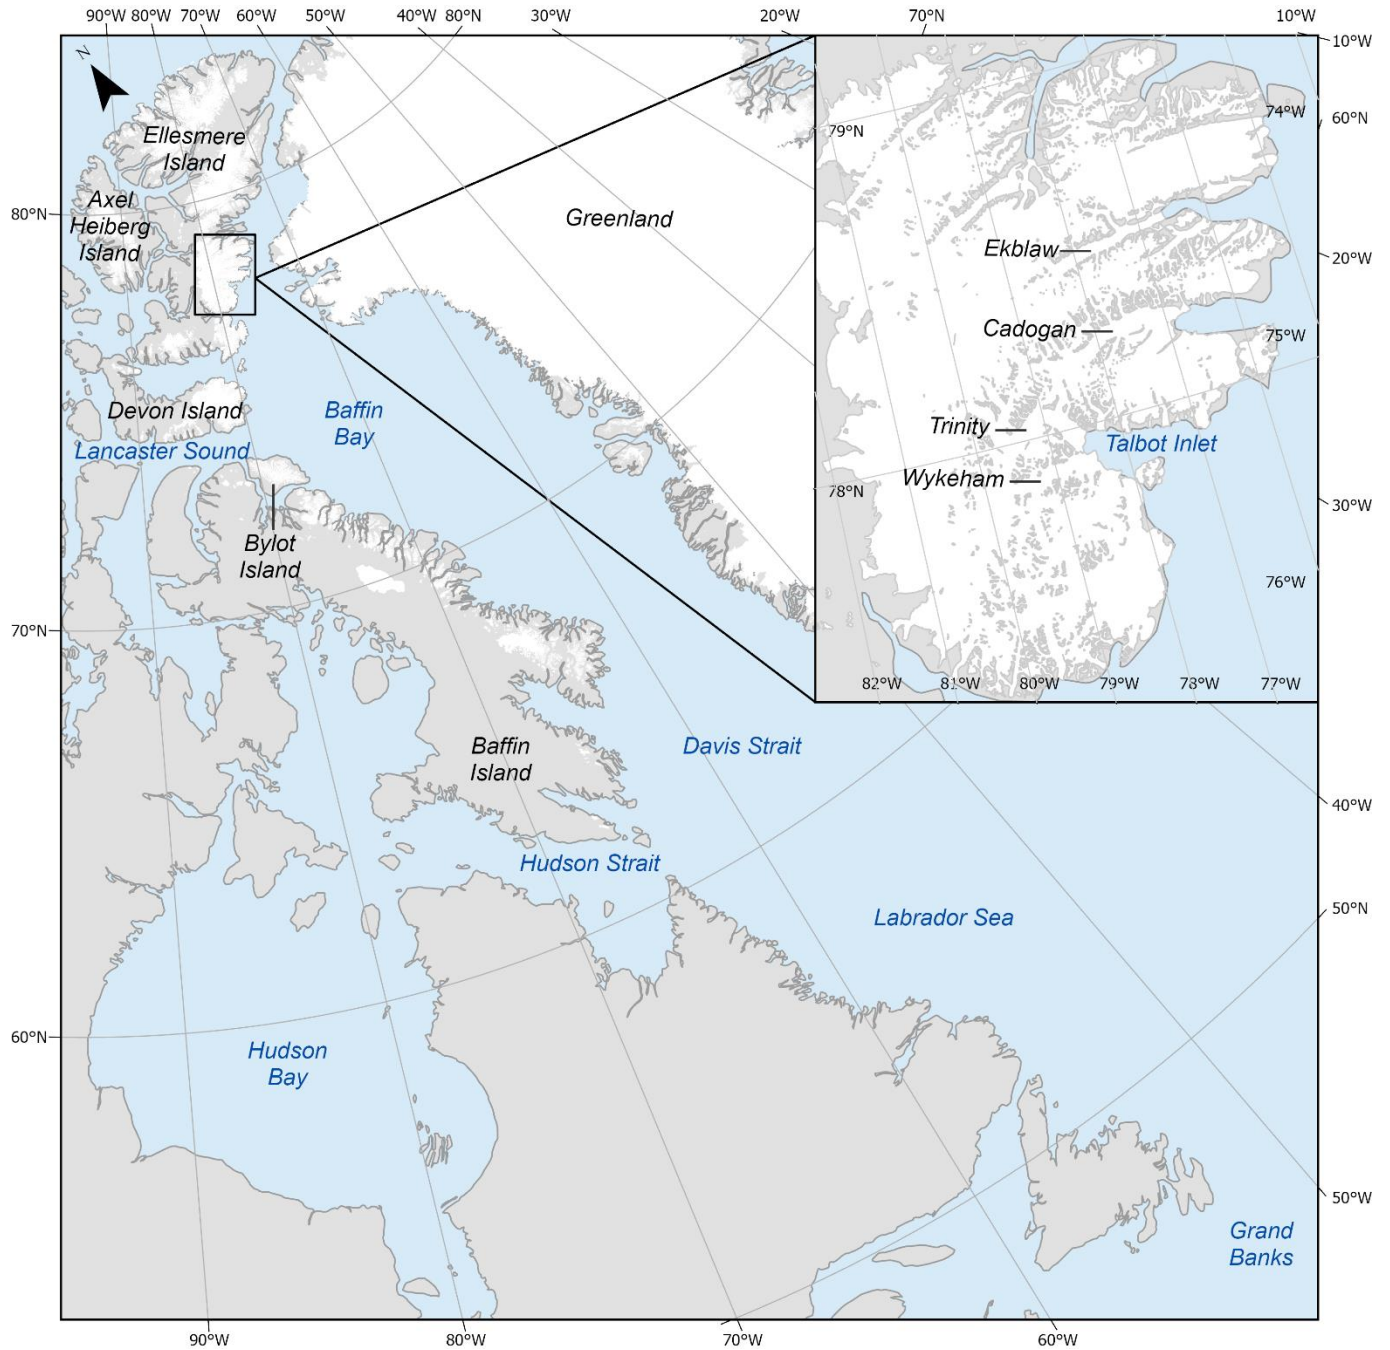 90°W 80°W 70°W 60°W 50°W 40°W 80°N 30°W 20°W 70°N 10°W
N
10°W
Ellesmere
Island
74°W
60°N
79°N
Axel
Heiberg
Island
80°N
Greenland
Ekblaw
20°W
Cadogan
75°W
Devon Island
Baffin
Bay
Trinity
Talbot Inlet
Lancaster Sound
Wykeham
78°N
30°W
Bylot
Island
76°W
70°N
82°W 81°W 80°W 79°W 78°W 77°W
Baffin
Island
Davis Strait
40°W
Hudson Strait
Labrador Sea
50°N
60°N
Hudson
Bay
50°W
Grand
Banks
90°W 80°W 70°W 60°W